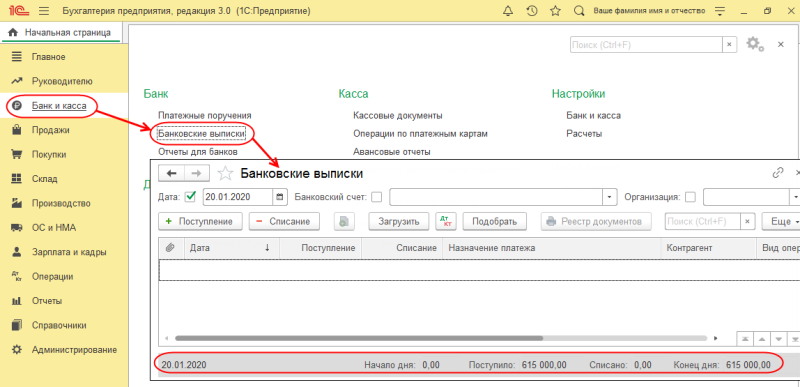 1С Бухгалтерия предприятия, редакция 3.0 (1С:Предприятие) Ваше фамилия имя и отчество
Начальная страница
Поиск (Ctrl+F)
Главное
Руководителю
Банк и касса
Продажи
Покупки
Склад
Производство
ОС и НМА
Зарплата и кадры
Дт Кт Операции
Отчеты
Справочники
Администрирование
Банк Касса Настройки
Платежные поручения Кассовые документы Банк и касса
Банковские выписки Операции по платежным картам Расчеты
Отчеты для банков Авансовые отчеты
Банковские выписки
Дата: 20.01.2020 Банковский счет: Организация:
Поступление Списание Загрузить Дт Кт Подобрать Реестр документов Поиск (Ctrl+F) Еще
Дата Поступление Списание Назначение платежа Контрагент Вид опер
20.01.2020 Начало дня: 0,00 Поступило: 615 000,00 Списано: 0,00 Конец дня: 615 000,00